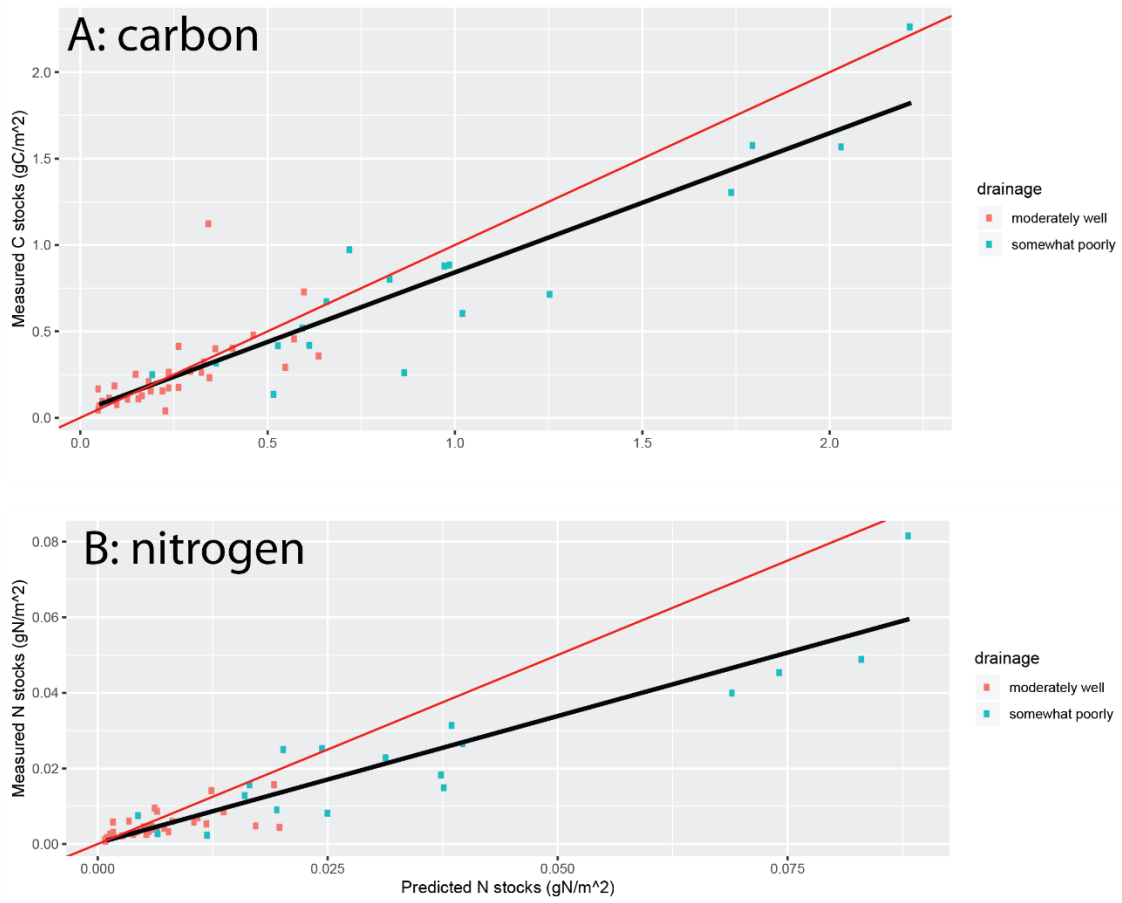 A: carbon
2.0
1.5
1.0
0.5
0.0
Measured C stocks (gC/m^2)
0.0 0.5 1.0 1.5 2.0
drainage
moderately well
somewhat poorly
B: nitrogen
0.08
0.06
0.04
0.02
0.00
Measured N stocks (gN/m^2)
0.000 0.025 0.050 0.075
Predicted N stocks (gN/m^2)
drainage
moderately well
somewhat poorly